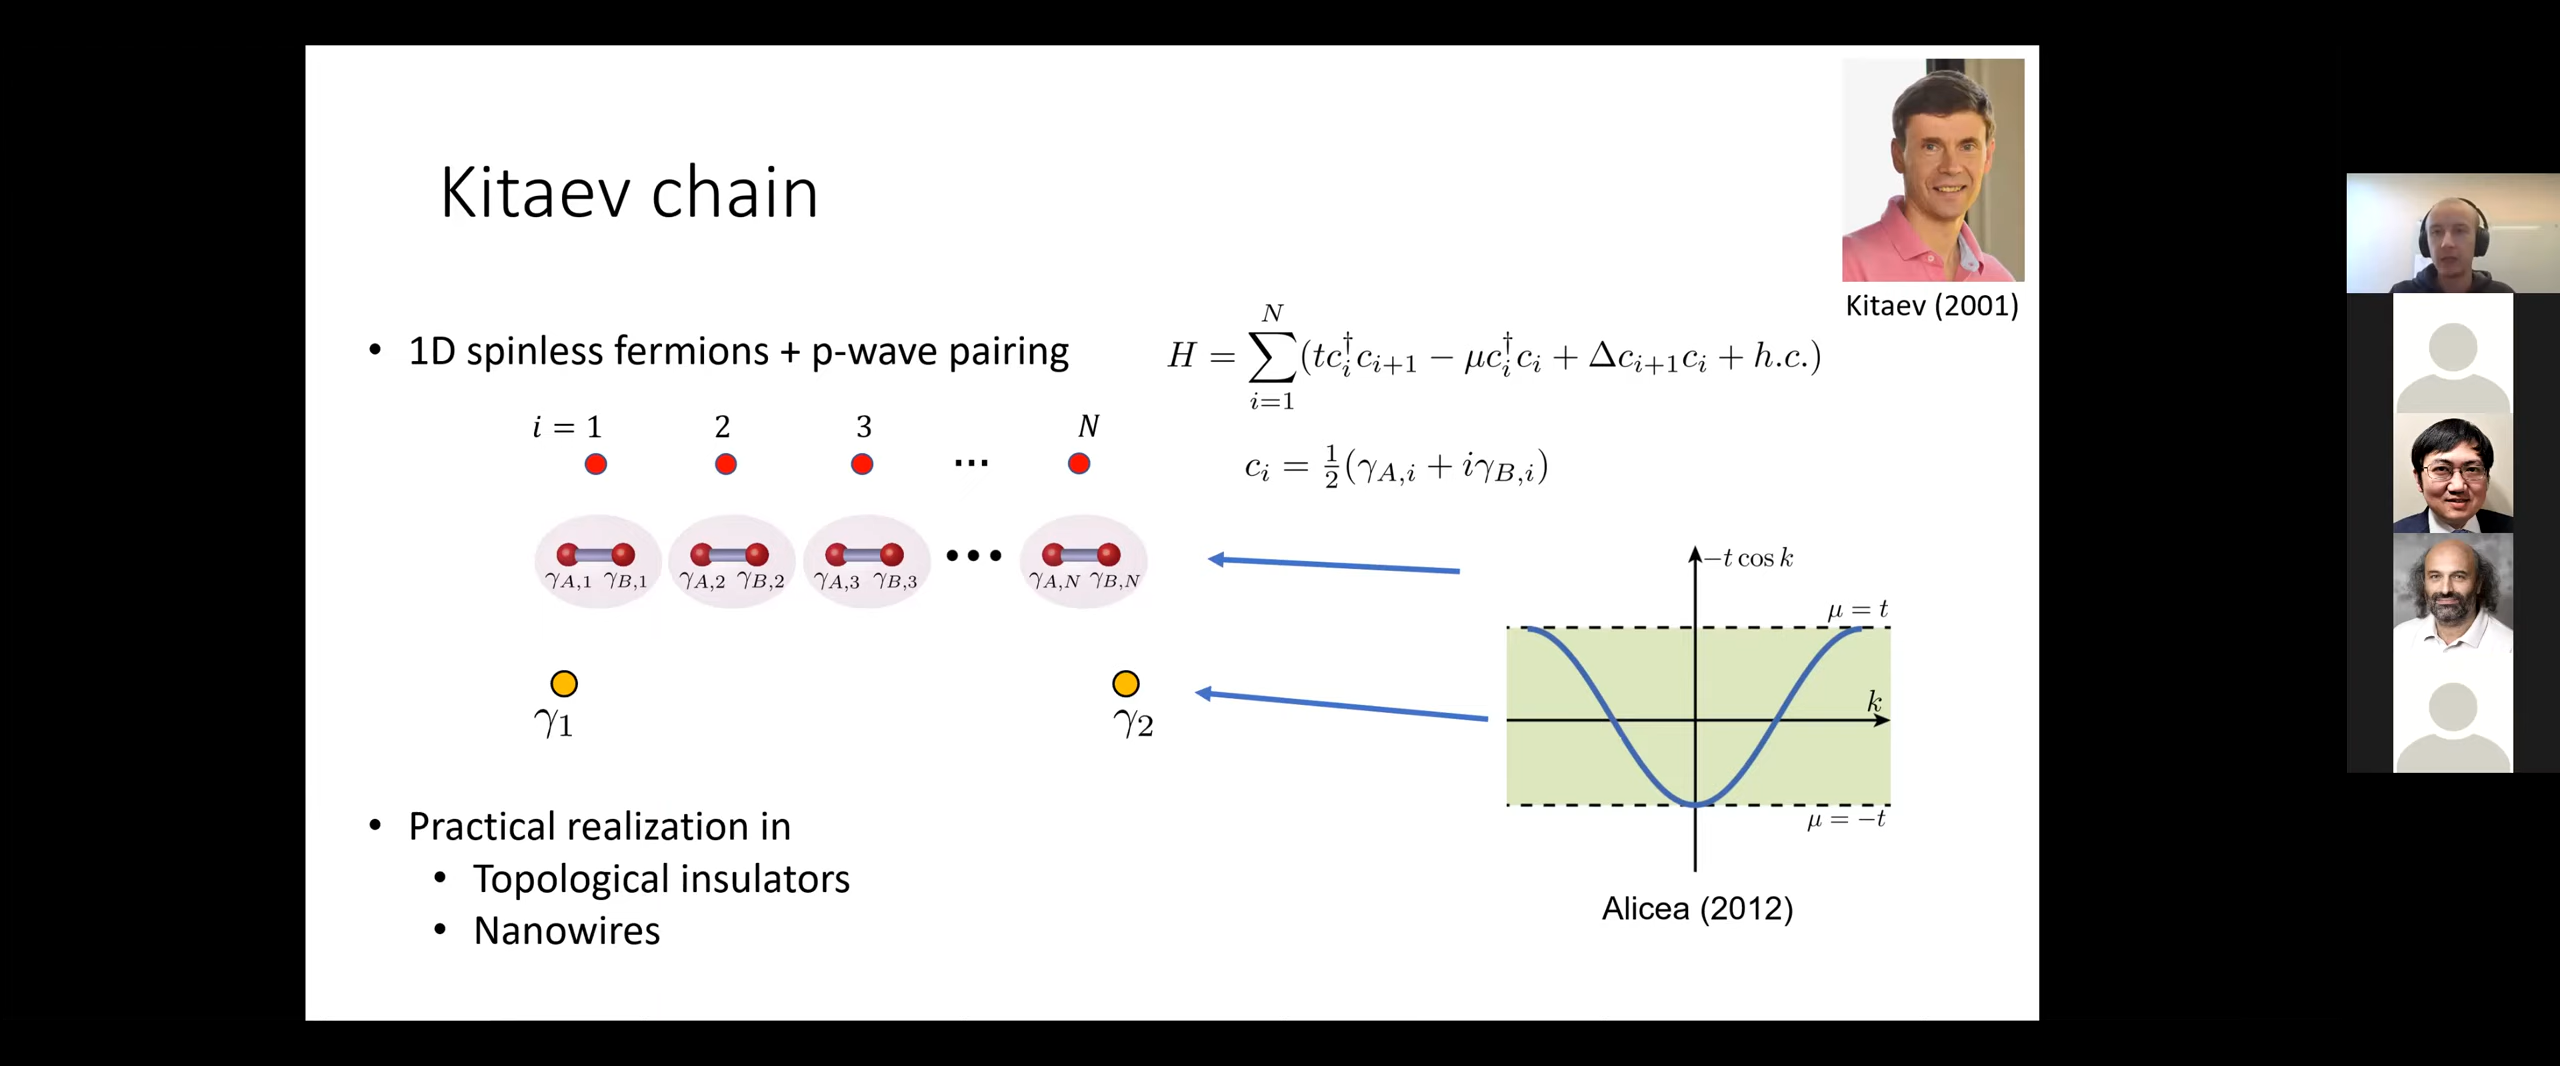 Kitaev chain
Kitaev (2001)
• 1D spinless fermions + p-wave pairing
H = \sum_{i=1}^{N} (tc_i^† c_{i+1} − μc_i^† c_i + Δc_{i+1}c_i + h.c.)
i = 1 2 3 N
...
c_i = \frac{1}{2}(γ_{A,i} + iγ_{B,i})
•••
γ_{A,1} γ_{B,1} γ_{A,2} γ_{B,2} γ_{A,3} γ_{B,3} γ_{A,N} γ_{B,N}
−t cos k
μ = t
k
μ = −t
γ_1 γ_2
Alicea (2012)
• Practical realization in
• Topological insulators
• Nanowires